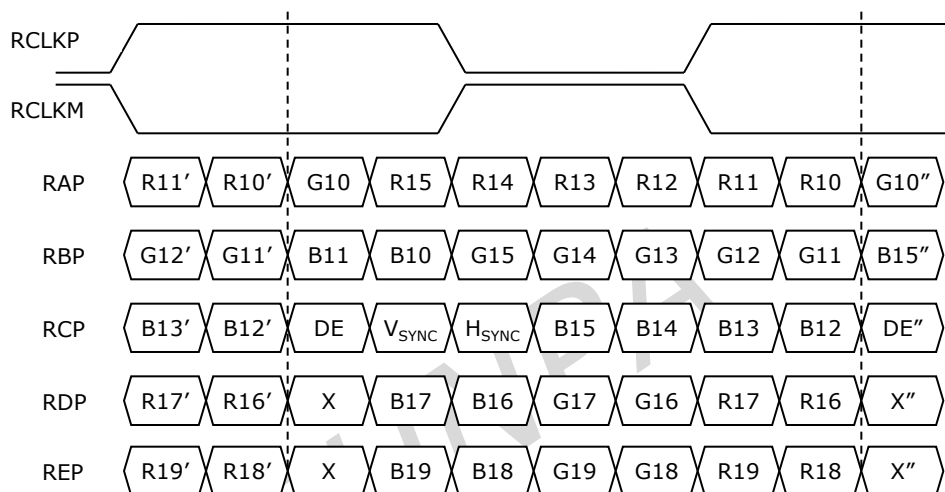 RCLKP
RCLKM
RAP R11′ R10′ G10 R15 R14 R13 R12 R11 R10 G10″
RBP G12′ G11′ B11 B10 G15 G14 G13 G12 G11 B15″
RCP B13′ B12′ DE VSYNC HSYNC B15 B14 B13 B12 DE″
RDP R17′ R16′ X B17 B16 G17 G16 R17 R16 X″
REP R19′ R18′ X B19 B18 G19 G18 R19 R18 X″